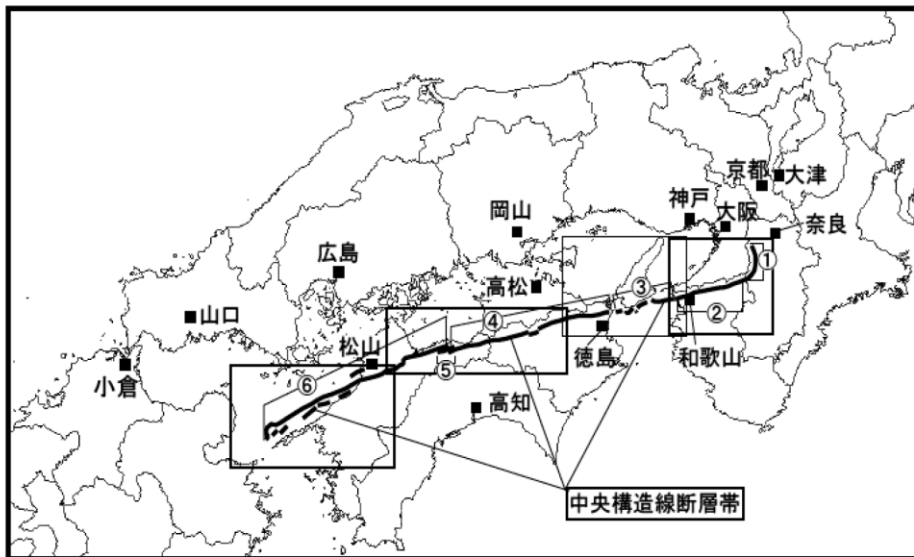 京都
大津
神戸
大阪
奈良
岡山
広島
①
高松
③
④
②
山口
松山
徳島
和歌山
小倉
⑤
⑥
高知
中央構造線断層帯